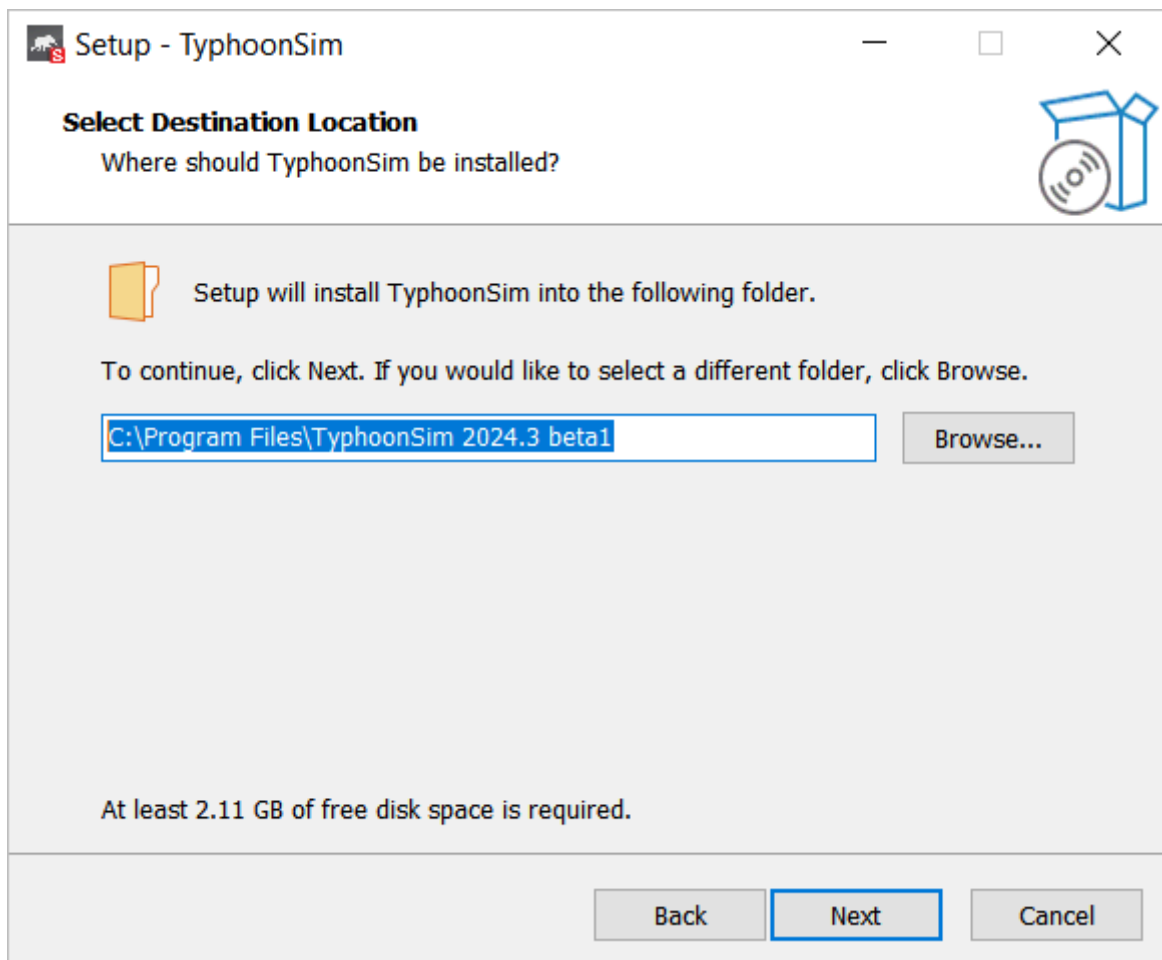 Setup - TyphoonSim
Select Destination Location
Where should TyphoonSim be installed?
Setup will install TyphoonSim into the following folder.
To continue, click Next. If you would like to select a different folder, click Browse.
C:\Program Files\TyphoonSim 2024.3 beta1
Browse...
At least 2.11 GB of free disk space is required.
Back
Next
Cancel